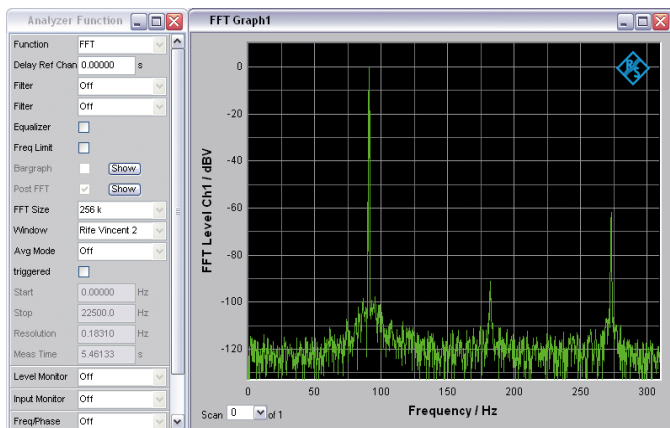 Analyzer Function
Function FFT
Delay Ref Chan 0.00000 s
Filter Off
Filter Off
Equalizer
Freq Limit
Bargraph Show
Post FFT Show
FFT Size 256 k
Window Rife Vincent 2
Avg Mode Off
triggered
Start 0.00000 Hz
Stop 22500.0 Hz
Resolution 0.18310 Hz
Meas Time 5.46133 s
Level Monitor Off
Input Monitor Off
Freq/Phase Off
FFT Graph1
FFT Level Ch1 / dBV
0
-20
-40
-60
-80
-100
-120
0 50 100 150 200 250 300
Frequency / Hz
Scan 0 of 1